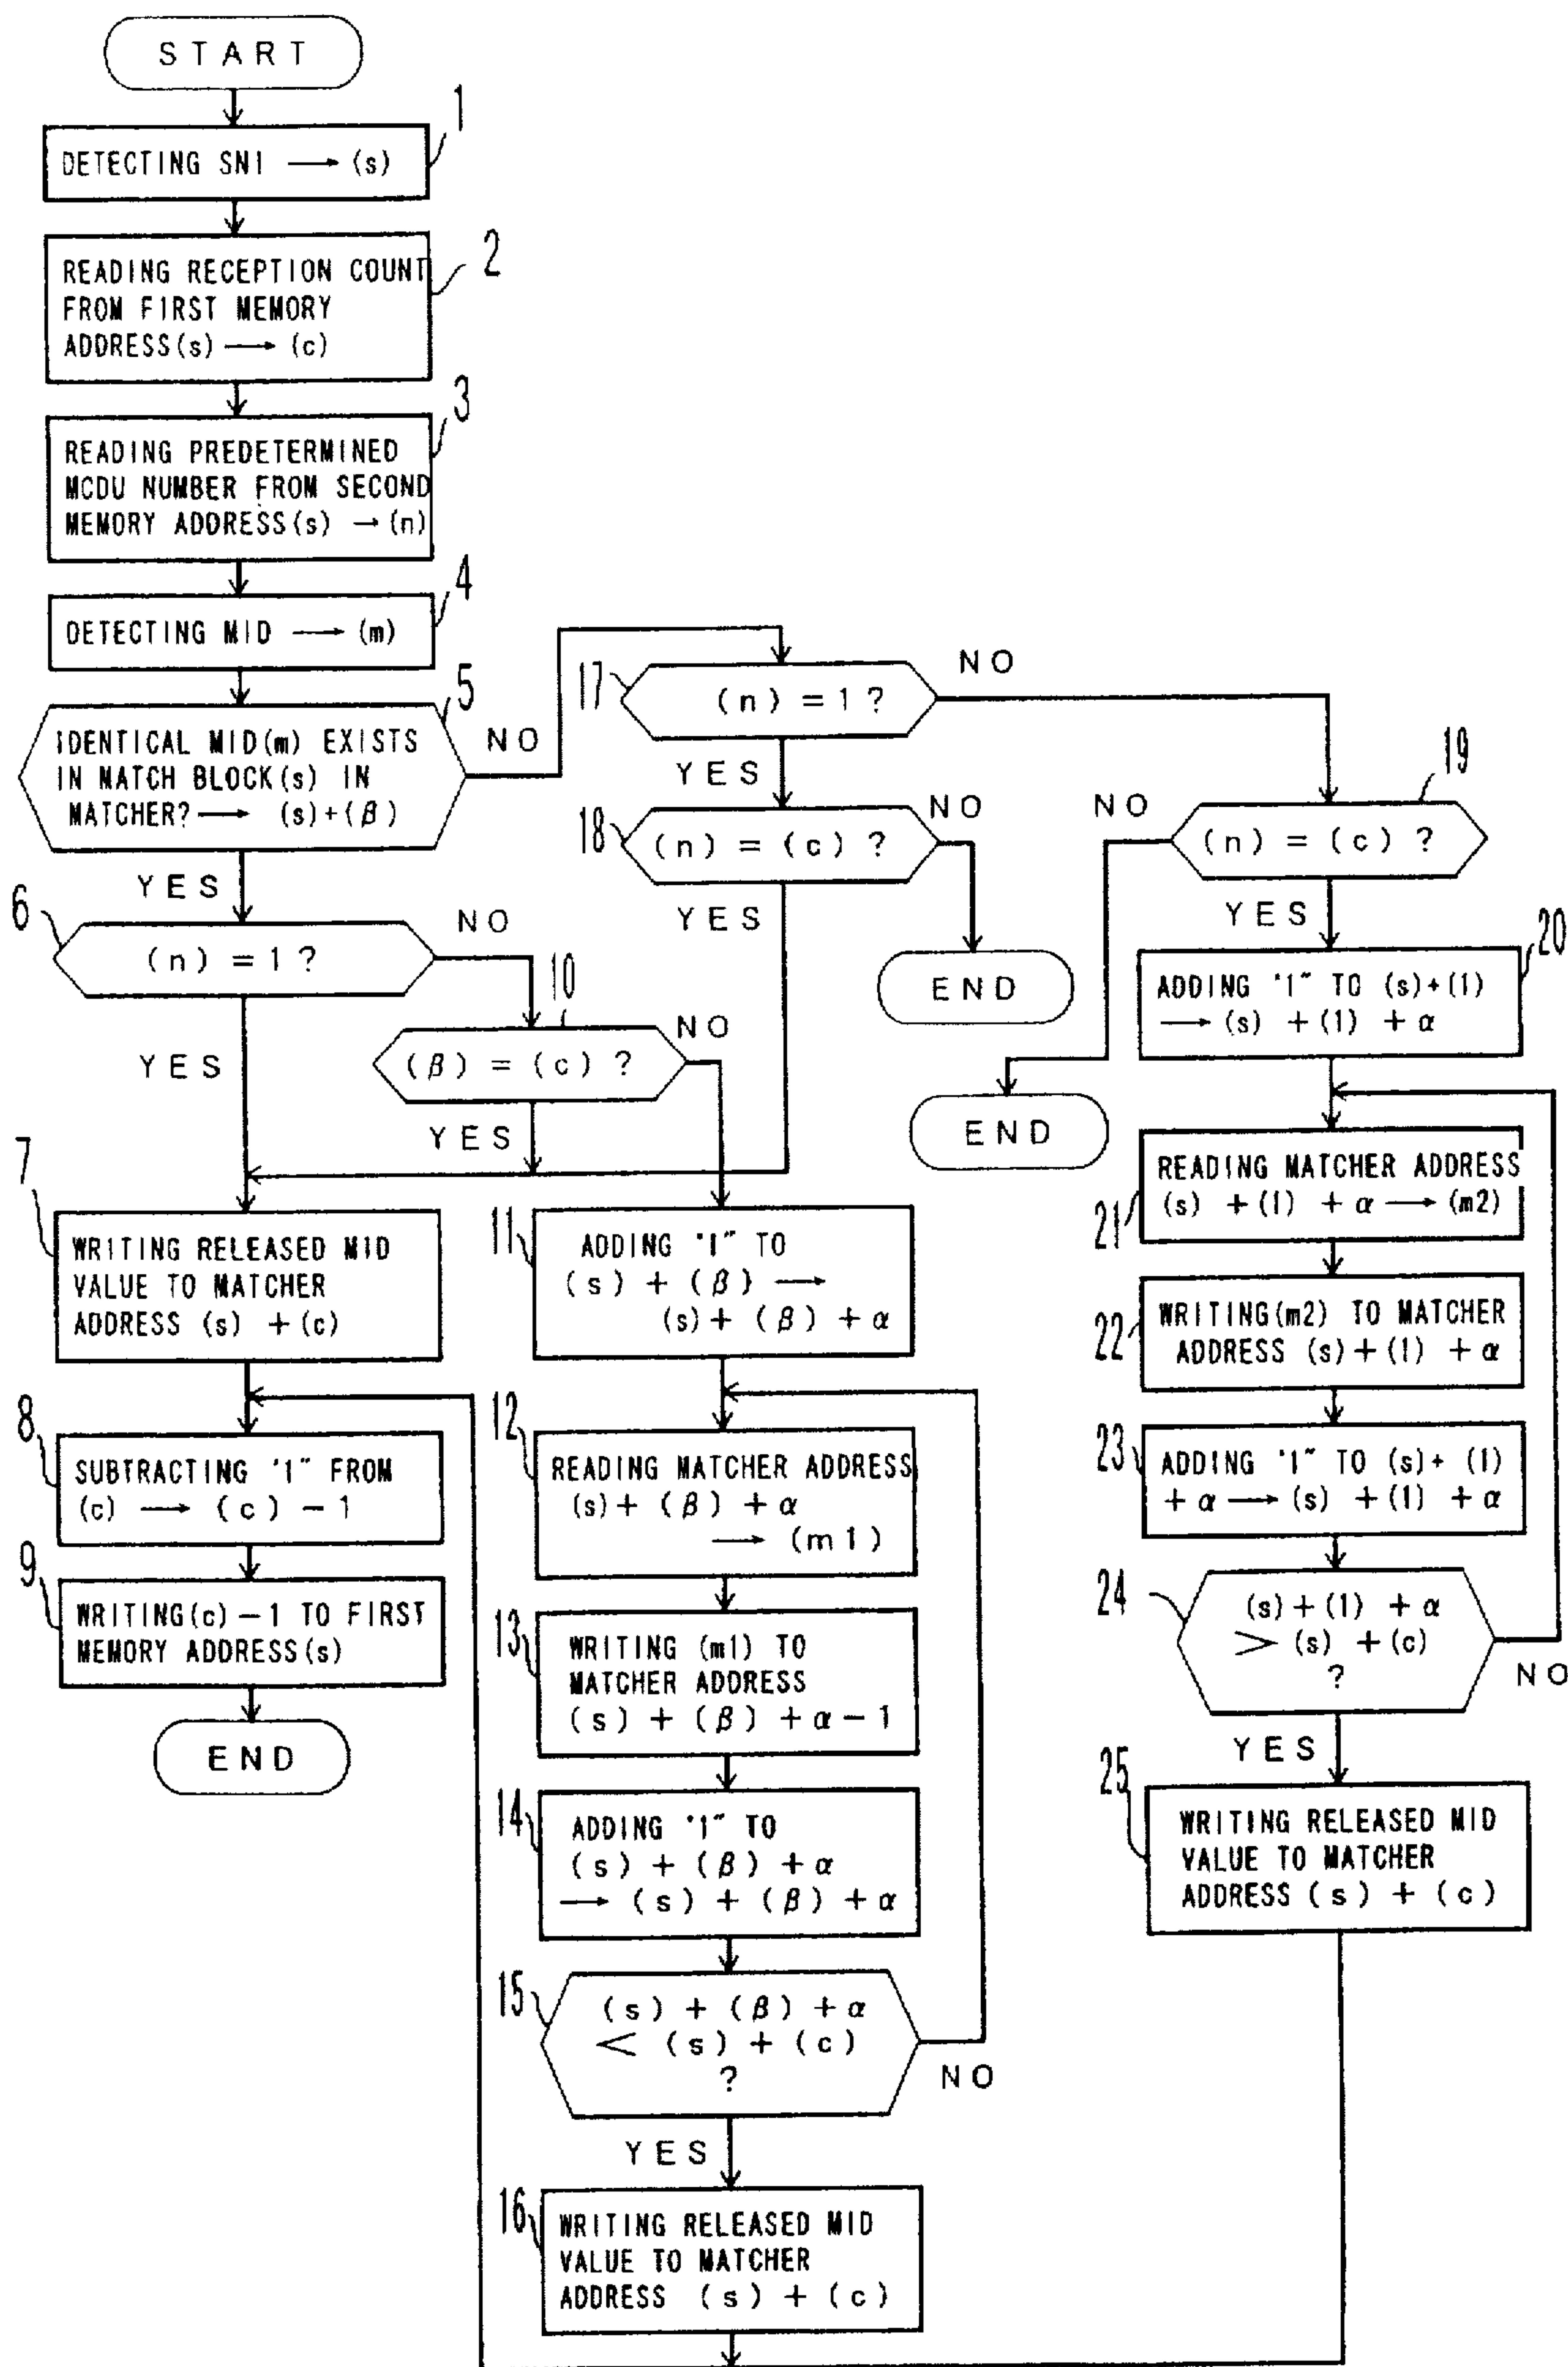 START
1
DETECTING SNI → (s)
2
READING RECEPTION COUNT
FROM FIRST MEMORY
ADDRESS(s) → (c)
3
READING PREDETERMINED
MCDU NUMBER FROM SECOND
MEMORY ADDRESS(s) → (n)
4
DETECTING MID → (m)
5
IDENTICAL MID(m) EXISTS
IN MATCH BLOCK(s) IN
MATCHER? → (s)+(β)
NO
YES
6
(n) = 1 ?
NO
YES
10
(β) = (c) ?
NO
YES
7
WRITING RELEASED MID
VALUE TO MATCHER
ADDRESS (s) + (c)
8
SUBTRACTING "1" FROM
(c) → (c) - 1
9
WRITING(c) - 1 TO FIRST
MEMORY ADDRESS(s)
END
11
ADDING "1" TO
(s) + (β) →
(s) + (β) + α
12
READING MATCHER ADDRESS
(s) + (β) + α
→ (m1)
13
WRITING (m1) TO
MATCHER ADDRESS
(s) + (β) + α - 1
14
ADDING "1" TO
(s) + (β) + α
→ (s) + (β) + α
15
(s) + (β) + α
< (s) + (c)
?
NO
YES
16
WRITING RELEASED MID
VALUE TO MATCHER
ADDRESS (s) + (c)
17
(n) = 1 ?
NO
YES
18
(n) = (c) ?
NO
YES
END
19
(n) = (c) ?
NO
YES
END
20
ADDING "1" TO (s)+(1)
→ (s) + (1) + α
21
READING MATCHER ADDRESS
(s) + (1) + α → (m2)
22
WRITING(m2) TO MATCHER
ADDRESS (s) + (1) + α
23
ADDING "1" TO (s)+ (1)
+ α → (s) + (1) + α
24
(s) + (1) + α
> (s) + (c)
?
NO
YES
25
WRITING RELEASED MID
VALUE TO MATCHER
ADDRESS (s) + (c)